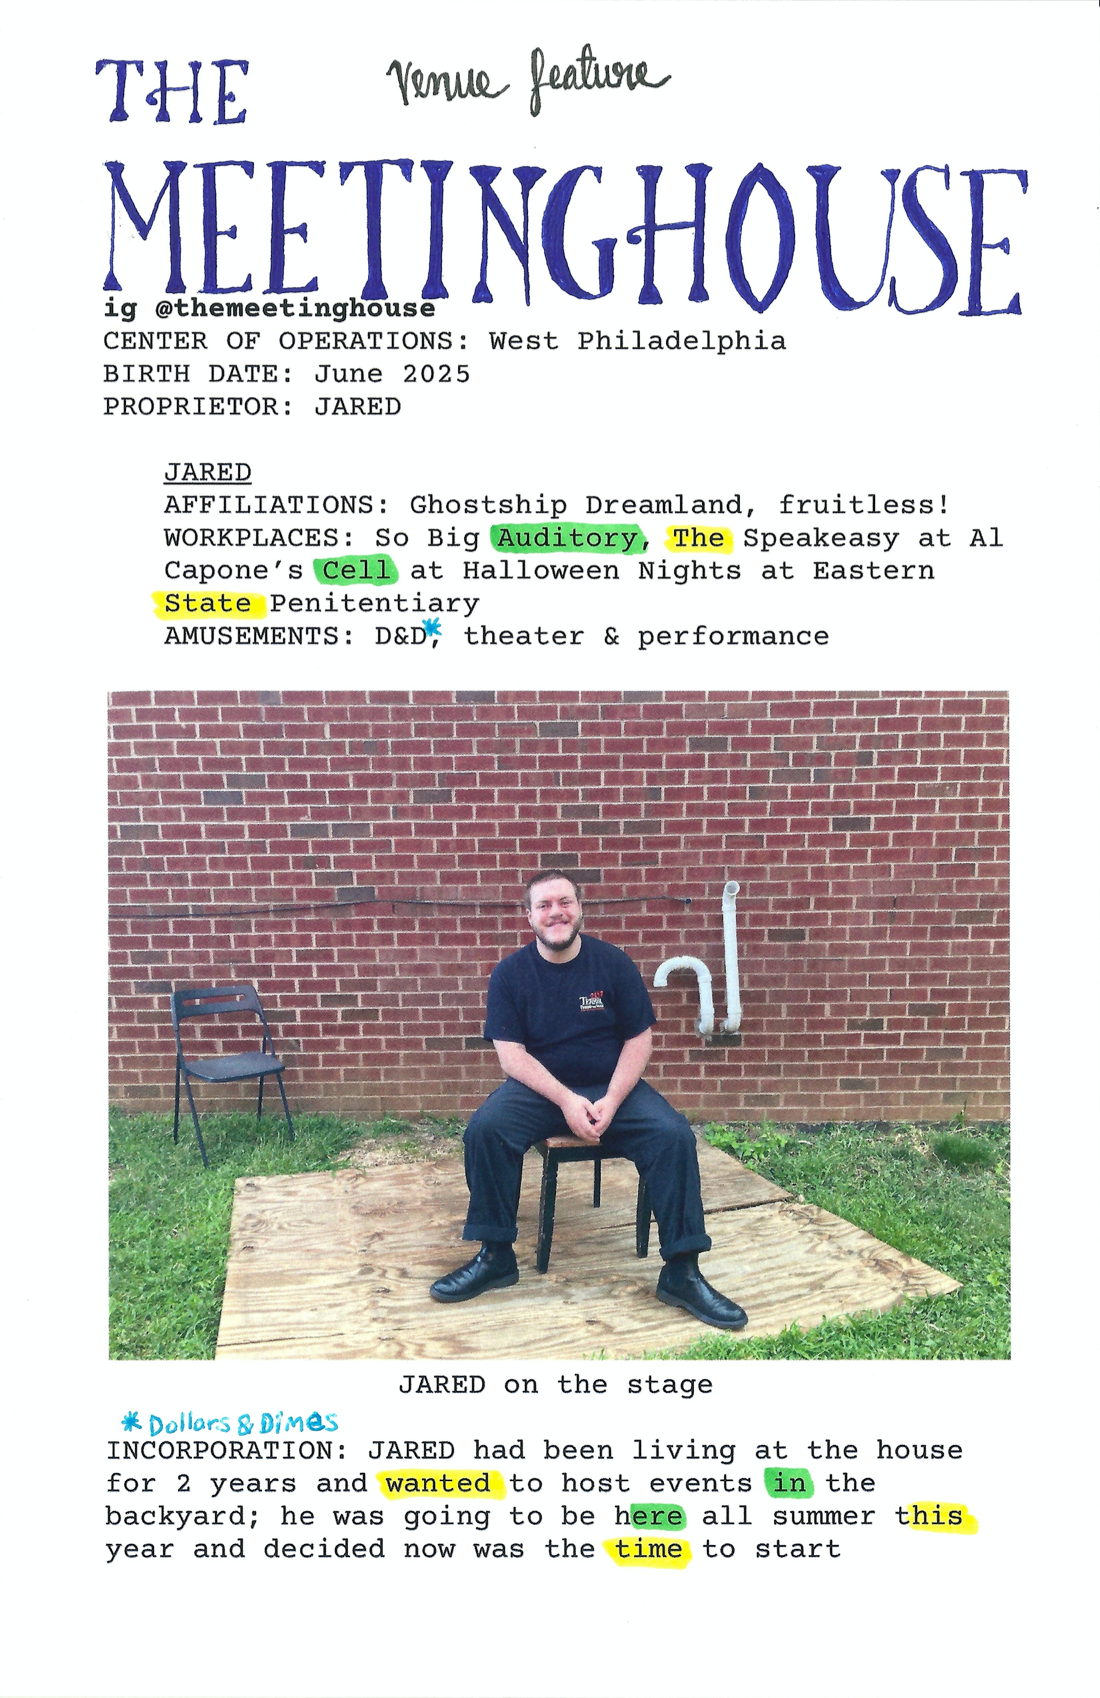 THE
venue feature
MEETINGHOUSE
ig @themeetinghouse
CENTER OF OPERATIONS: West Philadelphia
BIRTH DATE: June 2025
PROPRIETOR: JARED
JARED
AFFILIATIONS: Ghostship Dreamland, fruitless!
WORKPLACES: So Big Auditory, The Speakeasy at Al
Capone's Cell at Halloween Nights at Eastern
State Penitentiary
AMUSEMENTS: D&D*, theater & performance
JARED on the stage
*Dollars & Dimes
INCORPORATION: JARED had been living at the house
for 2 years and wanted to host events in the
backyard; he was going to be here all summer this
year and decided now was the time to start